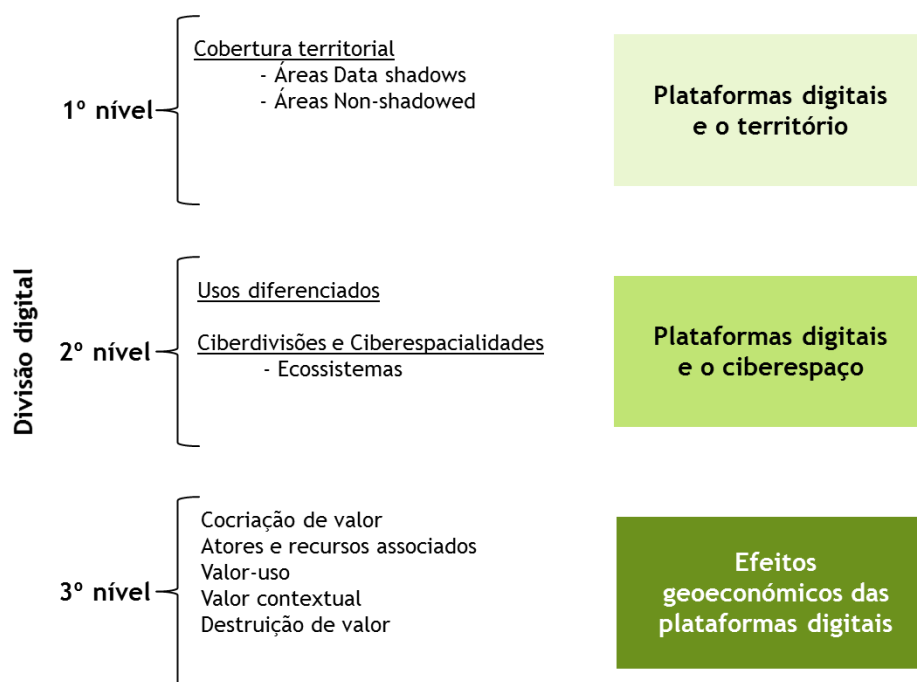 Divisão digital
1º nível
Cobertura territorial
- Áreas Data shadows
- Áreas Non-shadowed
Plataformas digitais
e o território
2º nível
Usos diferenciados
Ciberdivisões e Ciberespacialidades
- Ecossistemas
Plataformas digitais
e o ciberespaço
3º nível
Cocriação de valor
Atores e recursos associados
Valor-uso
Valor contextual
Destruição de valor
Efeitos
geoeconómicos das
plataformas digitais